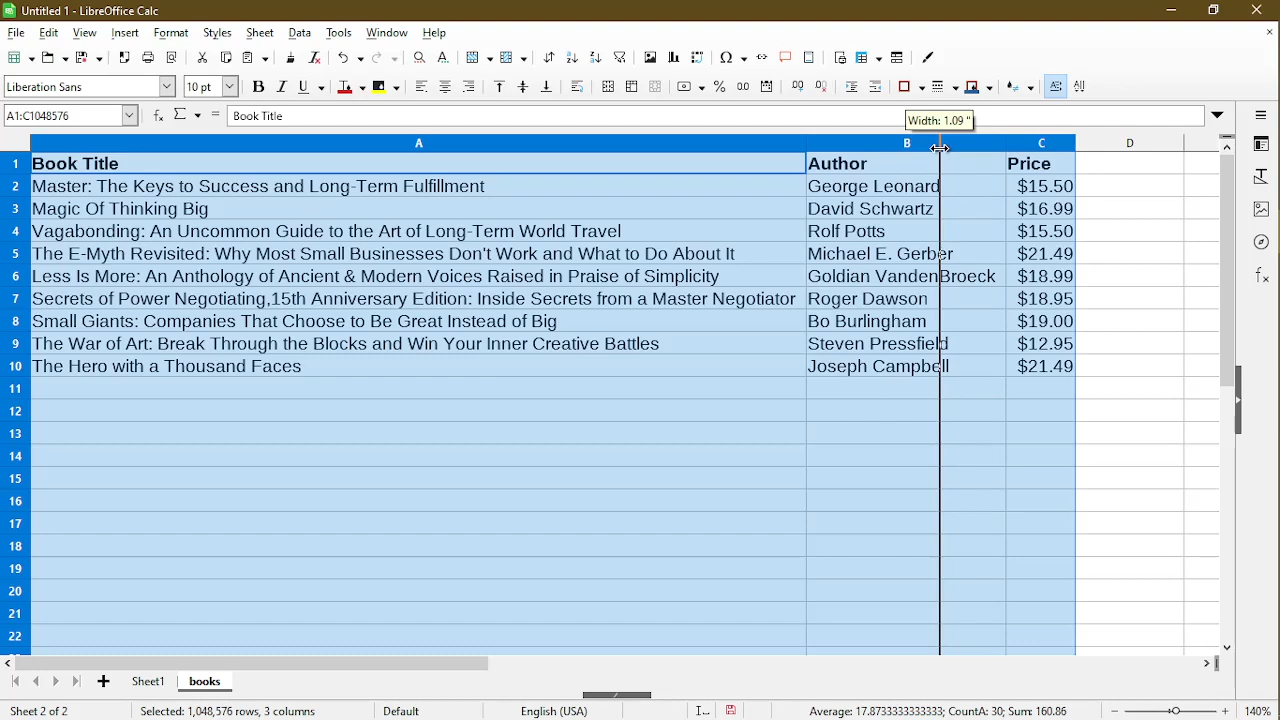 Untitled 1 - LibreOffice Calc
File Edit View Insert Format Styles Sheet Data Tools Window Help
Liberation Sans 10 pt
A1:C1048576 Book Title
Width: 1.09 "
A B C D
1 Book Title Author Price
2 Master: The Keys to Success and Long-Term Fulfillment George Leonard $15.50
3 Magic Of Thinking Big David Schwartz $16.99
4 Vagabonding: An Uncommon Guide to the Art of Long-Term World Travel Rolf Potts $15.50
5 The E-Myth Revisited: Why Most Small Businesses Don't Work and What to Do About It Michael E. Gerber $21.49
6 Less Is More: An Anthology of Ancient & Modern Voices Raised in Praise of Simplicity Goldian VandenBroeck $18.99
7 Secrets of Power Negotiating,15th Anniversary Edition: Inside Secrets from a Master Negotiator Roger Dawson $18.95
8 Small Giants: Companies That Choose to Be Great Instead of Big Bo Burlingham $19.00
9 The War of Art: Break Through the Blocks and Win Your Inner Creative Battles Steven Pressfield $12.95
10 The Hero with a Thousand Faces Joseph Campbell $21.49
11
12
13
14
15
16
17
18
19
20
21
22
Sheet1 books
Sheet 2 of 2 Selected: 1,048,576 rows, 3 columns Default English (USA) Average: 17.8733333333333; CountA: 30; Sum: 160.86 140%